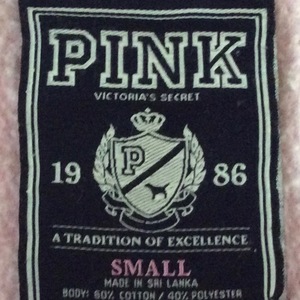 PINK
VICTORIA'S SECRET
P
19 86
A TRADITION OF EXCELLENCE
SMALL
MADE IN SRI LANKA
BODY: 60% COTTON / 40% POLYESTER